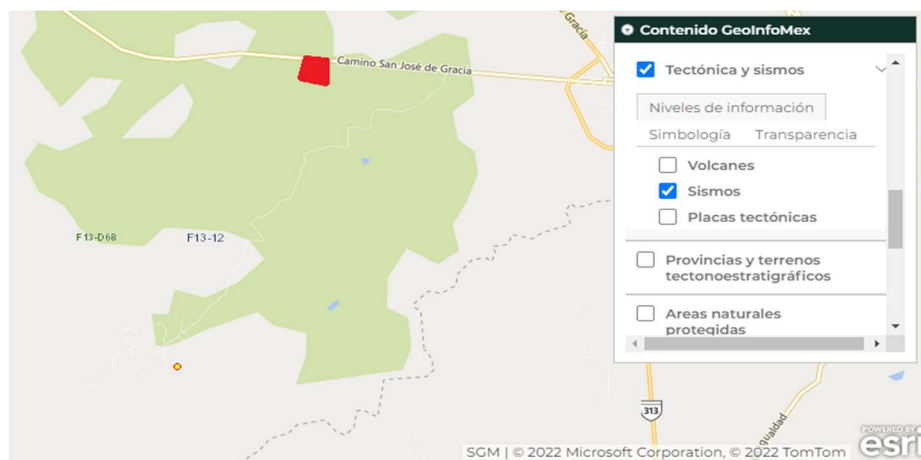 Gracía
Camino San José de Gracia
F13-D68
F13-12
313
gualdad
Contenido GeoInfoMex
Tectónica y sismos
Niveles de información
Simbología Transparencia
Volcanes
Sismos
Placas tectónicas
Provincias y terrenos
tectonoestratigráficos
Areas naturales
protegidas
SGM | © 2022 Microsoft Corporation, © 2022 TomTom
POWERED BY
esri